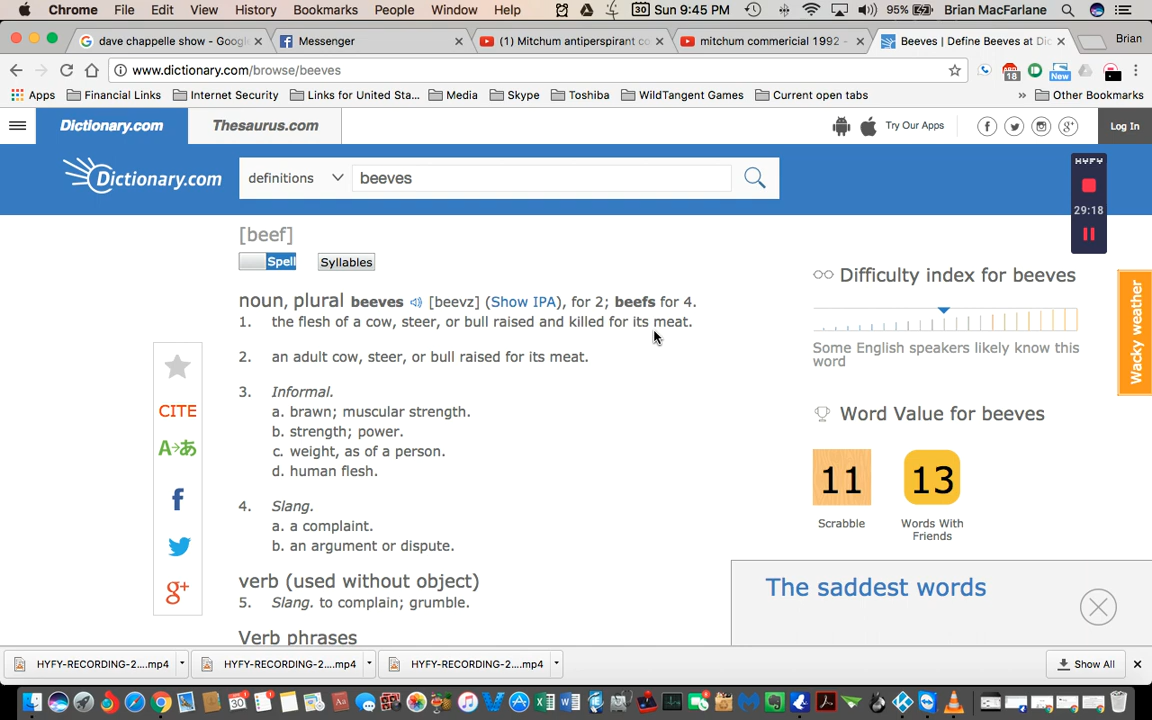 Chrome File Edit View History Bookmarks People Window Help 30 Sun 9:45 PM 95% Brian MacFarlane
dave chappelle show - Googl Messenger (1) Mitchum antiperspirant co mitchum commericial 1992 - Beeves | Define Beeves at Dic Brian
www.dictionary.com/browse/beeves ABP 18 New
Apps Financial Links Internet Security Links for United Sta... Media Skype Toshiba WildTangent Games Current open tabs » Other Bookmarks
Dictionary.com Thesaurus.com Try Our Apps Log In
Dictionary.com definitions beeves
HYFY
29:18
[beef]
Spell Syllables
noun, plural beeves [beevz] (Show IPA), for 2; beefs for 4.
1. the flesh of a cow, steer, or bull raised and killed for its meat.
2. an adult cow, steer, or bull raised for its meat.
3. Informal.
a. brawn; muscular strength.
b. strength; power.
c. weight, as of a person.
d. human flesh.
4. Slang.
a. a complaint.
b. an argument or dispute.
verb (used without object)
5. Slang. to complain; grumble.
Verb phrases
CITE
A→あ
f
g+
Difficulty index for beeves
Some English speakers likely know this
word
Word Value for beeves
11 13
Scrabble Words With
Friends
Wacky weather
The saddest words
HYFY-RECORDING-2....mp4 HYFY-RECORDING-2....mp4 HYFY-RECORDING-2....mp4 Show All